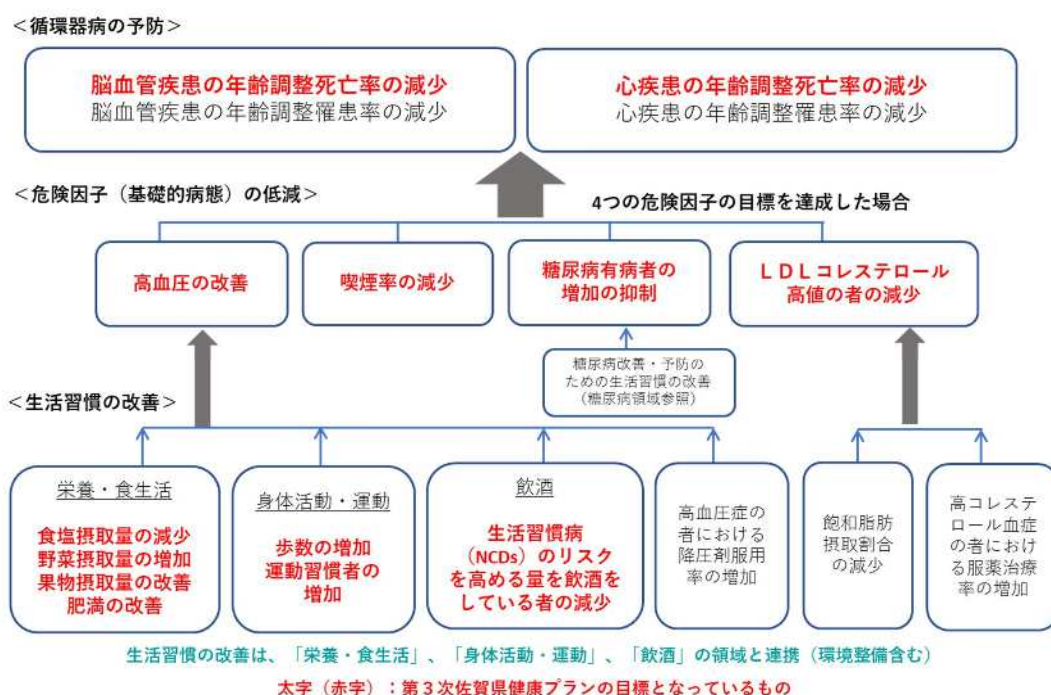 ＜循環器病の予防＞
脳血管疾患の年齢調整死亡率の減少
脳血管疾患の年齢調整罹患率の減少
心疾患の年齢調整死亡率の減少
心疾患の年齢調整罹患率の減少
＜危険因子（基礎的病態）の低減＞
4つの危険因子の目標を達成した場合
高血圧の改善
喫煙率の減少
糖尿病有病者の
増加の抑制
ＬＤＬコレステロール
高値の者の減少
糖尿病改善・予防の
ための生活習慣の改善
（糖尿病領域参照）
＜生活習慣の改善＞
栄養・食生活
食塩摂取量の減少
野菜摂取量の増加
果物摂取量の改善
肥満の改善
身体活動・運動
歩数の増加
運動習慣者の
増加
飲酒
生活習慣病
（NCDs）のリスク
を高める量を飲酒を
している者の減少
高血圧症の
者における
降圧剤服用
率の増加
飽和脂肪
摂取割合
の減少
高コレステ
ロール血症
の者におけ
る服薬治療
率の増加
生活習慣の改善は、「栄養・食生活」、「身体活動・運動」、「飲酒」の領域と連携（環境整備含む）
太字（赤字）：第３次佐賀県健康プランの目標となっているもの